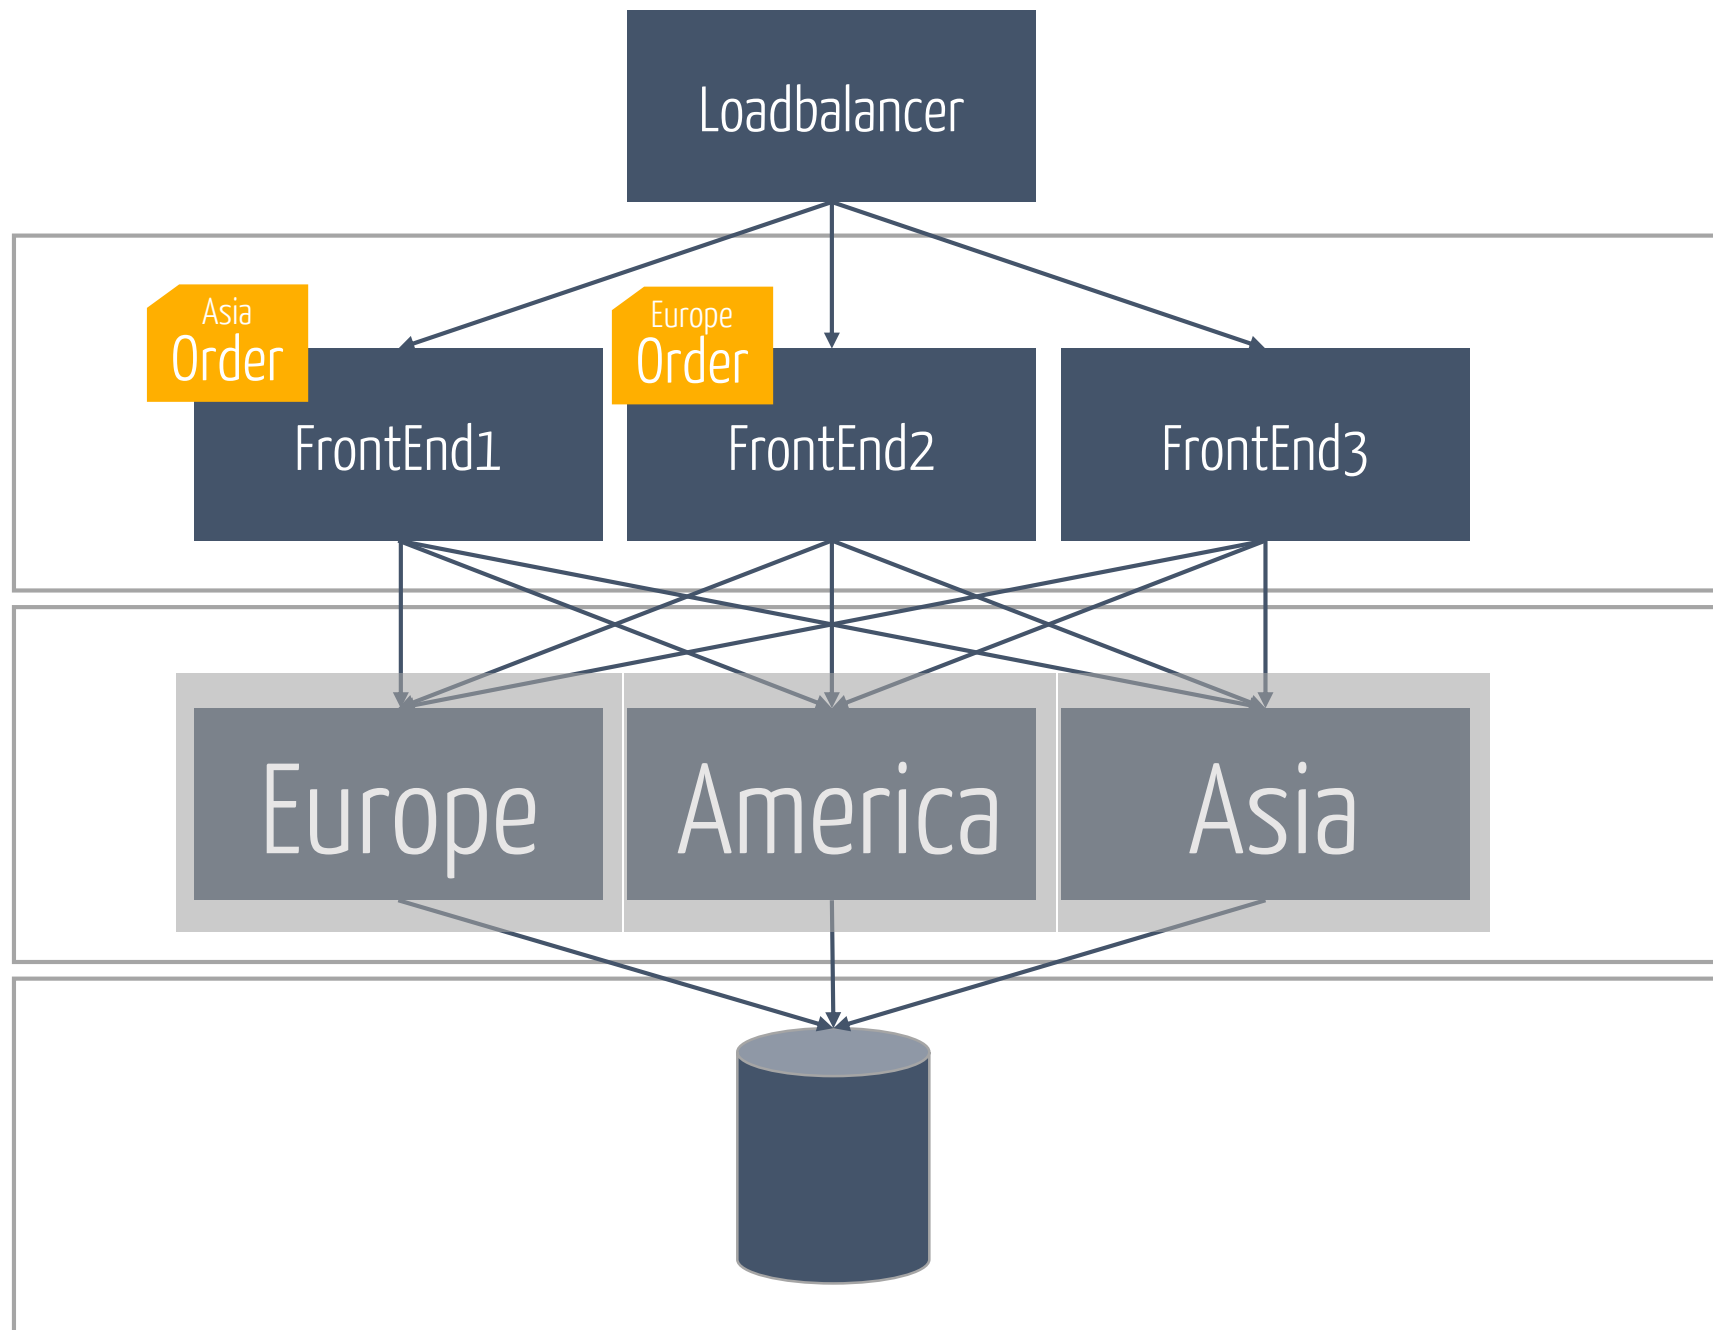 Loadbalancer
Asia
Order
Europe
Order
FrontEnd1
FrontEnd2
FrontEnd3
Europe
America
Asia